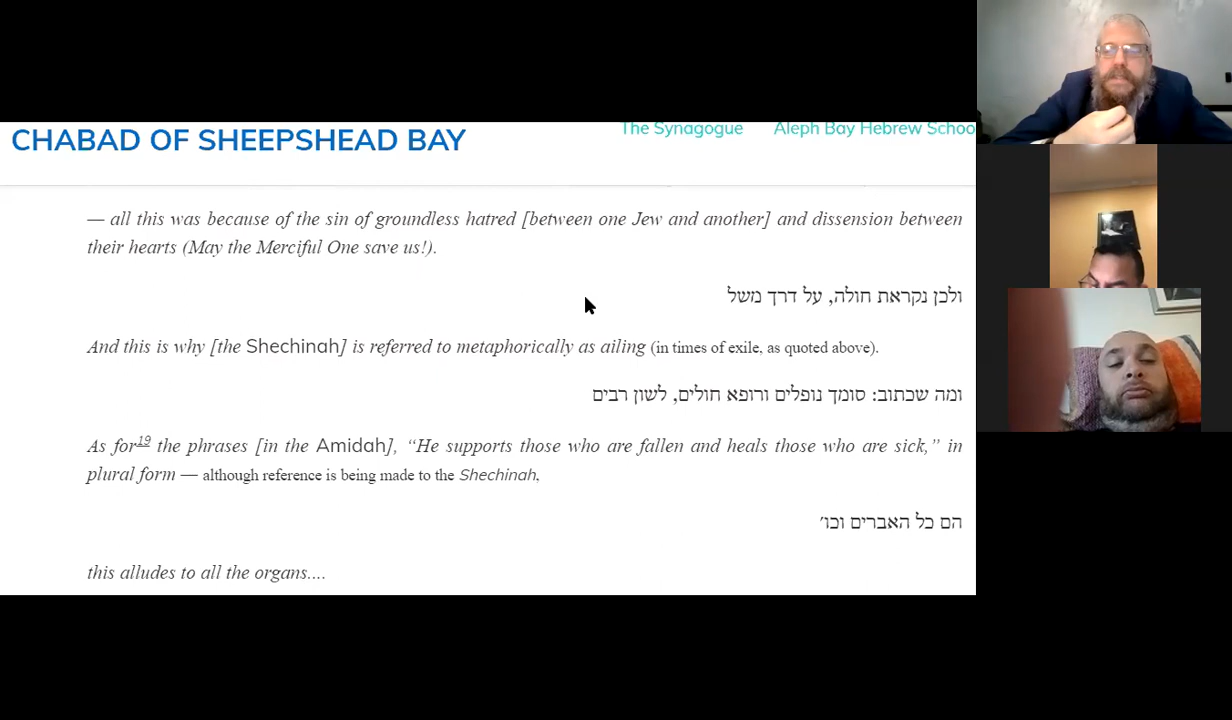 CHABAD OF SHEEPSHEAD BAY
The Synagogue Aleph Bay Hebrew Schoo
— all this was because of the sin of groundless hatred [between one Jew and another] and dissension between
their hearts (May the Merciful One save us!).
ולכן נקראת חולה, על דרך משל
And this is why [the Shechinah] is referred to metaphorically as ailing (in times of exile, as quoted above).
ומה שכתוב: סומך נופלים ורופא חולים, לשון רבים
As for19 the phrases [in the Amidah], “He supports those who are fallen and heals those who are sick,” in
plural form — although reference is being made to the Shechinah,
הם כל האברים וכו׳
this alludes to all the organs....